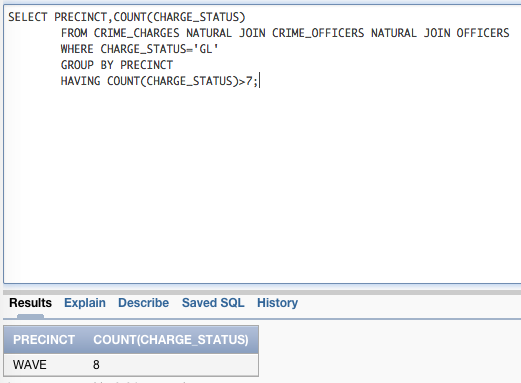 SELECT PRECINCT,COUNT(CHARGE_STATUS)
FROM CRIME_CHARGES NATURAL JOIN CRIME_OFFICERS NATURAL JOIN OFFICERS
WHERE CHARGE_STATUS='GL'
GROUP BY PRECINCT
HAVING COUNT(CHARGE_STATUS)>7;
Results Explain Describe Saved SQL History
PRECINCT COUNT(CHARGE_STATUS)
WAVE 8